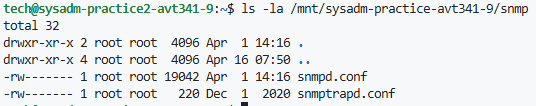 tech@sysadm-practice2-avt341-9:~$ ls -la /mnt/sysadm-practice-avt341-9/snmp
total 32
drwxr-xr-x 2 root root  4096 Apr  1 14:16 .
drwxr-xr-x 4 root root  4096 Apr 16 07:50 ..
-rw------- 1 root root 19042 Apr  1 14:16 snmpd.conf
-rw------- 1 root root   220 Dec  1  2020 snmptrapd.conf